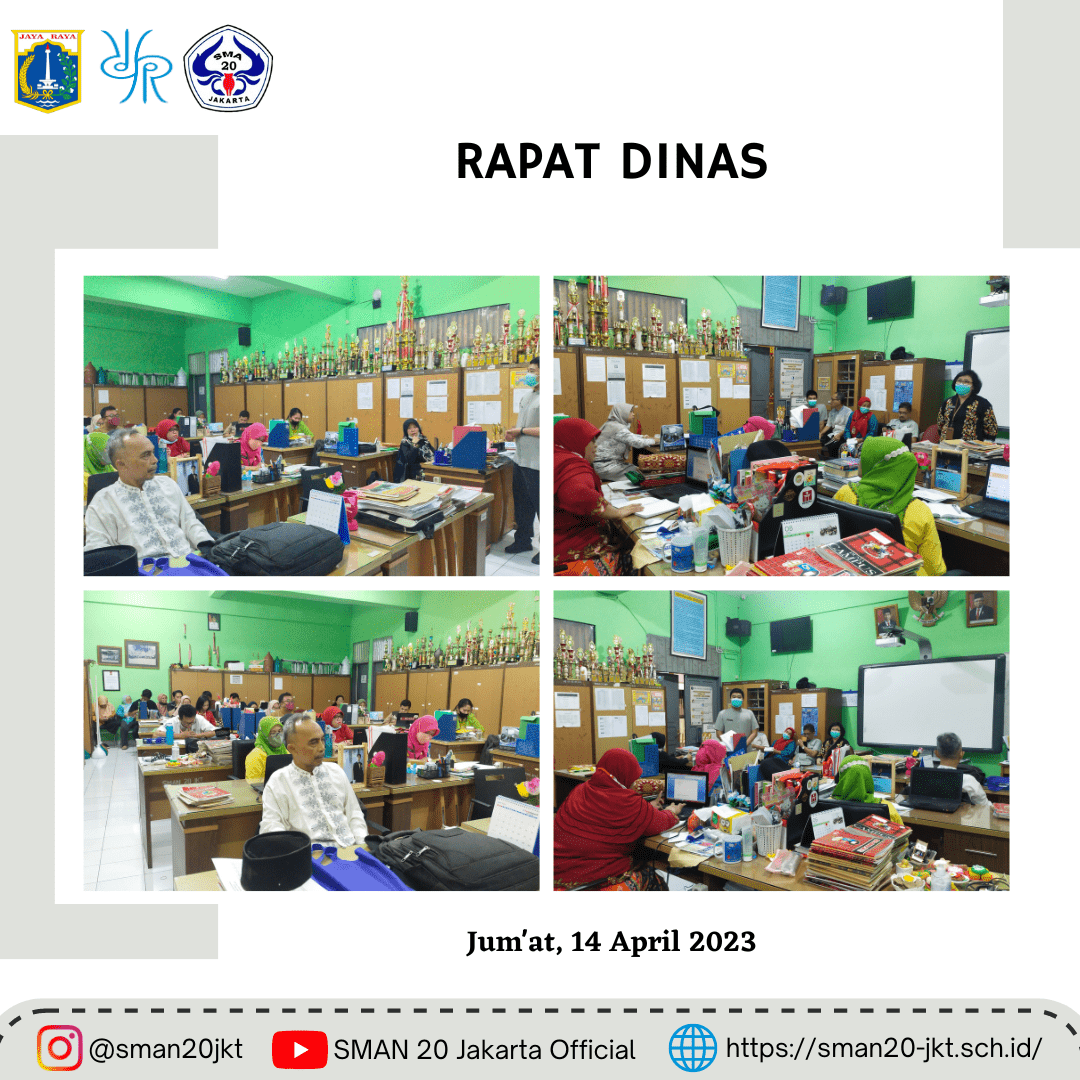 JAYA RAYA
SMA
20
JAKARTA
RAPAT DINAS
Jum'at, 14 April 2023
@sman20jkt
SMAN 20 Jakarta Official
https://sman20-jkt.sch.id/